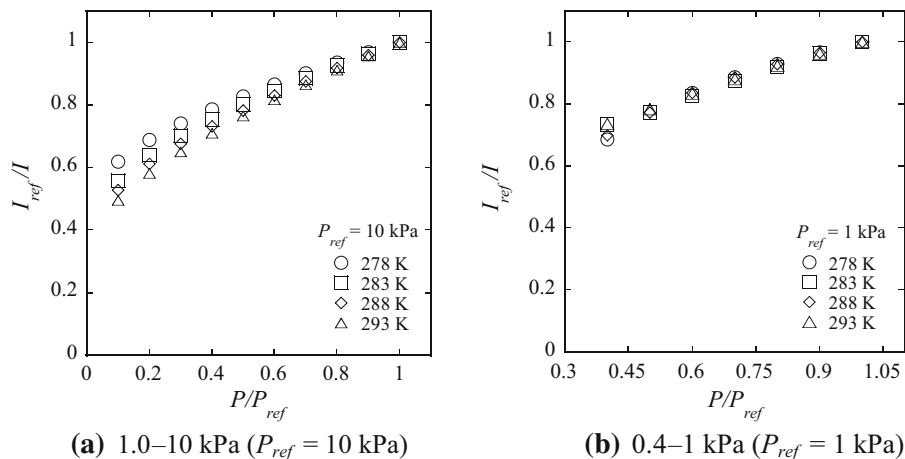 1
0.8
0.6
0.4
0.2
0
I_ref/I
P_ref = 10 kPa
278 K
283 K
288 K
293 K
0 0.2 0.4 0.6 0.8 1
P/P_ref
(a) 1.0–10 kPa (P_ref = 10 kPa)
1
0.8
0.6
0.4
0.2
0
I_ref/I
P_ref = 1 kPa
278 K
283 K
288 K
293 K
0.3 0.45 0.6 0.75 0.9 1.05
P/P_ref
(b) 0.4–1 kPa (P_ref = 1 kPa)